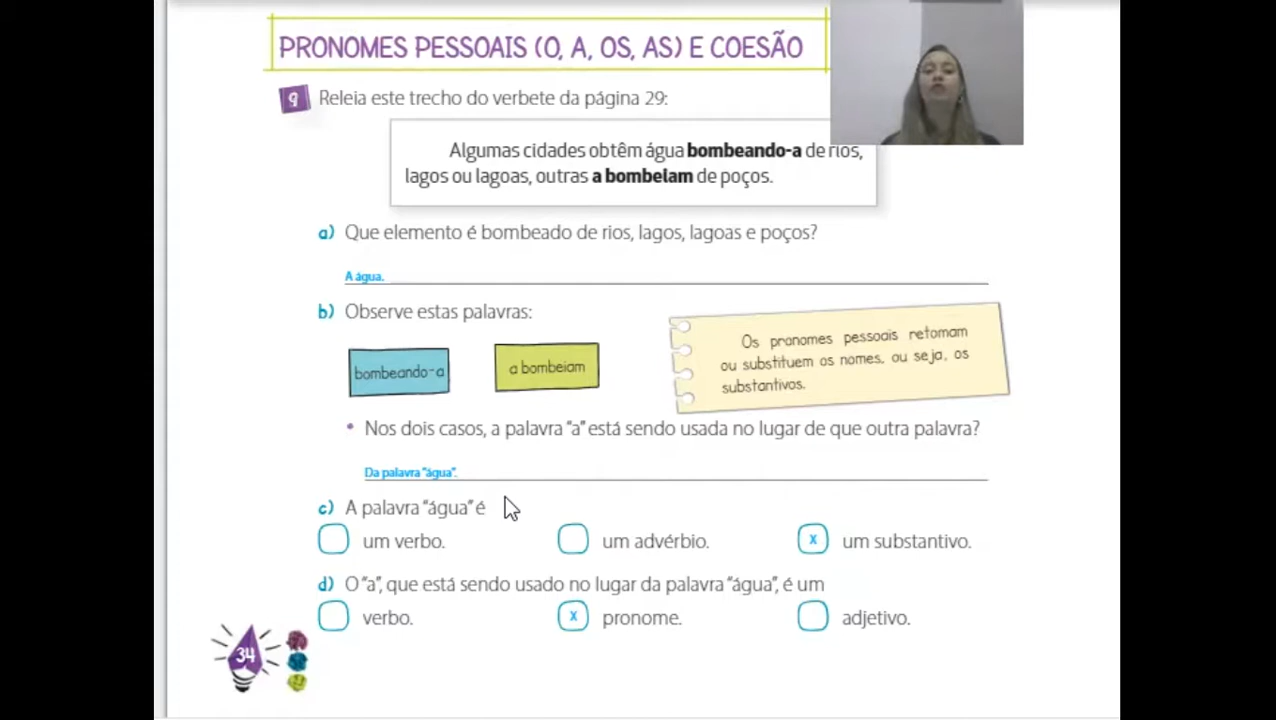 PRONOMES PESSOAIS (O, A, OS, AS) E COESÃO
9 Releia este trecho do verbete da página 29:
Algumas cidades obtêm água bombeando-a de rios,
lagos ou lagoas, outras a bombeiam de poços.
a) Que elemento é bombeado de rios, lagos, lagoas e poços?
A água.
b) Observe estas palavras:
bombeando-a
a bombeiam
Os pronomes pessoais retomam
ou substituem os nomes, ou seja, os
substantivos.
• Nos dois casos, a palavra "a" está sendo usada no lugar de que outra palavra?
Da palavra "água".
c) A palavra "água" é
um verbo. um advérbio. x um substantivo.
d) O "a", que está sendo usado no lugar da palavra "água", é um
verbo. x pronome. adjetivo.
34